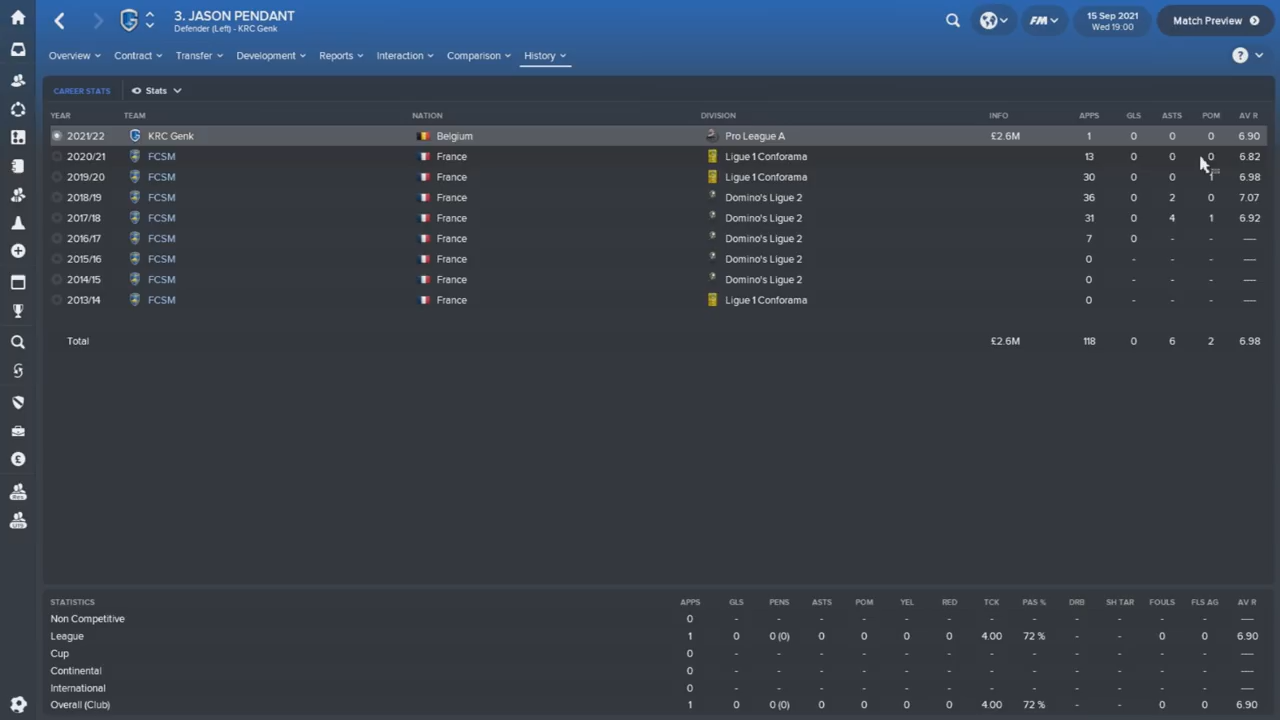 3. JASON PENDANT
Defender (Left) - KRC Genk
FM
15 Sep 2021
Wed 19:00
Match Preview
Overview Contract Transfer Development Reports Interaction Comparison History
?
CAREER STATS Stats
YEAR TEAM NATION DIVISION INFO APPS GLS ASTS POM AV R
2021/22 KRC Genk Belgium Pro League A £2.6M 1 0 0 0 6.90
2020/21 FCSM France Ligue 1 Conforama 13 0 0 0 6.82
2019/20 FCSM France Ligue 1 Conforama 30 0 0 1 6.98
2018/19 FCSM France Domino's Ligue 2 36 0 2 0 7.07
2017/18 FCSM France Domino's Ligue 2 31 0 4 1 6.92
2016/17 FCSM France Domino's Ligue 2 7 0 - - ---
2015/16 FCSM France Domino's Ligue 2 0 - - - ---
2014/15 FCSM France Domino's Ligue 2 0 - - - ---
2013/14 FCSM France Ligue 1 Conforama 0 - - - ---
Total £2.6M 118 0 6 2 6.98
STATISTICS APPS GLS PENS ASTS POM YEL RED TCK PAS % DRB SH TAR FOULS FLS AG AV R
Non Competitive 0 - - - - - - - - - - - - ---
League 1 0 0 (0) 0 0 0 0 4.00 72 % - - 0 0 6.90
Cup 0 - - - - - - - - - - - - ---
Continental 0 - - - - - - - - - - - - ---
International 0 - - - - - - - - - - - - ---
Overall (Club) 1 0 0 (0) 0 0 0 0 4.00 72 % - - 0 0 6.90